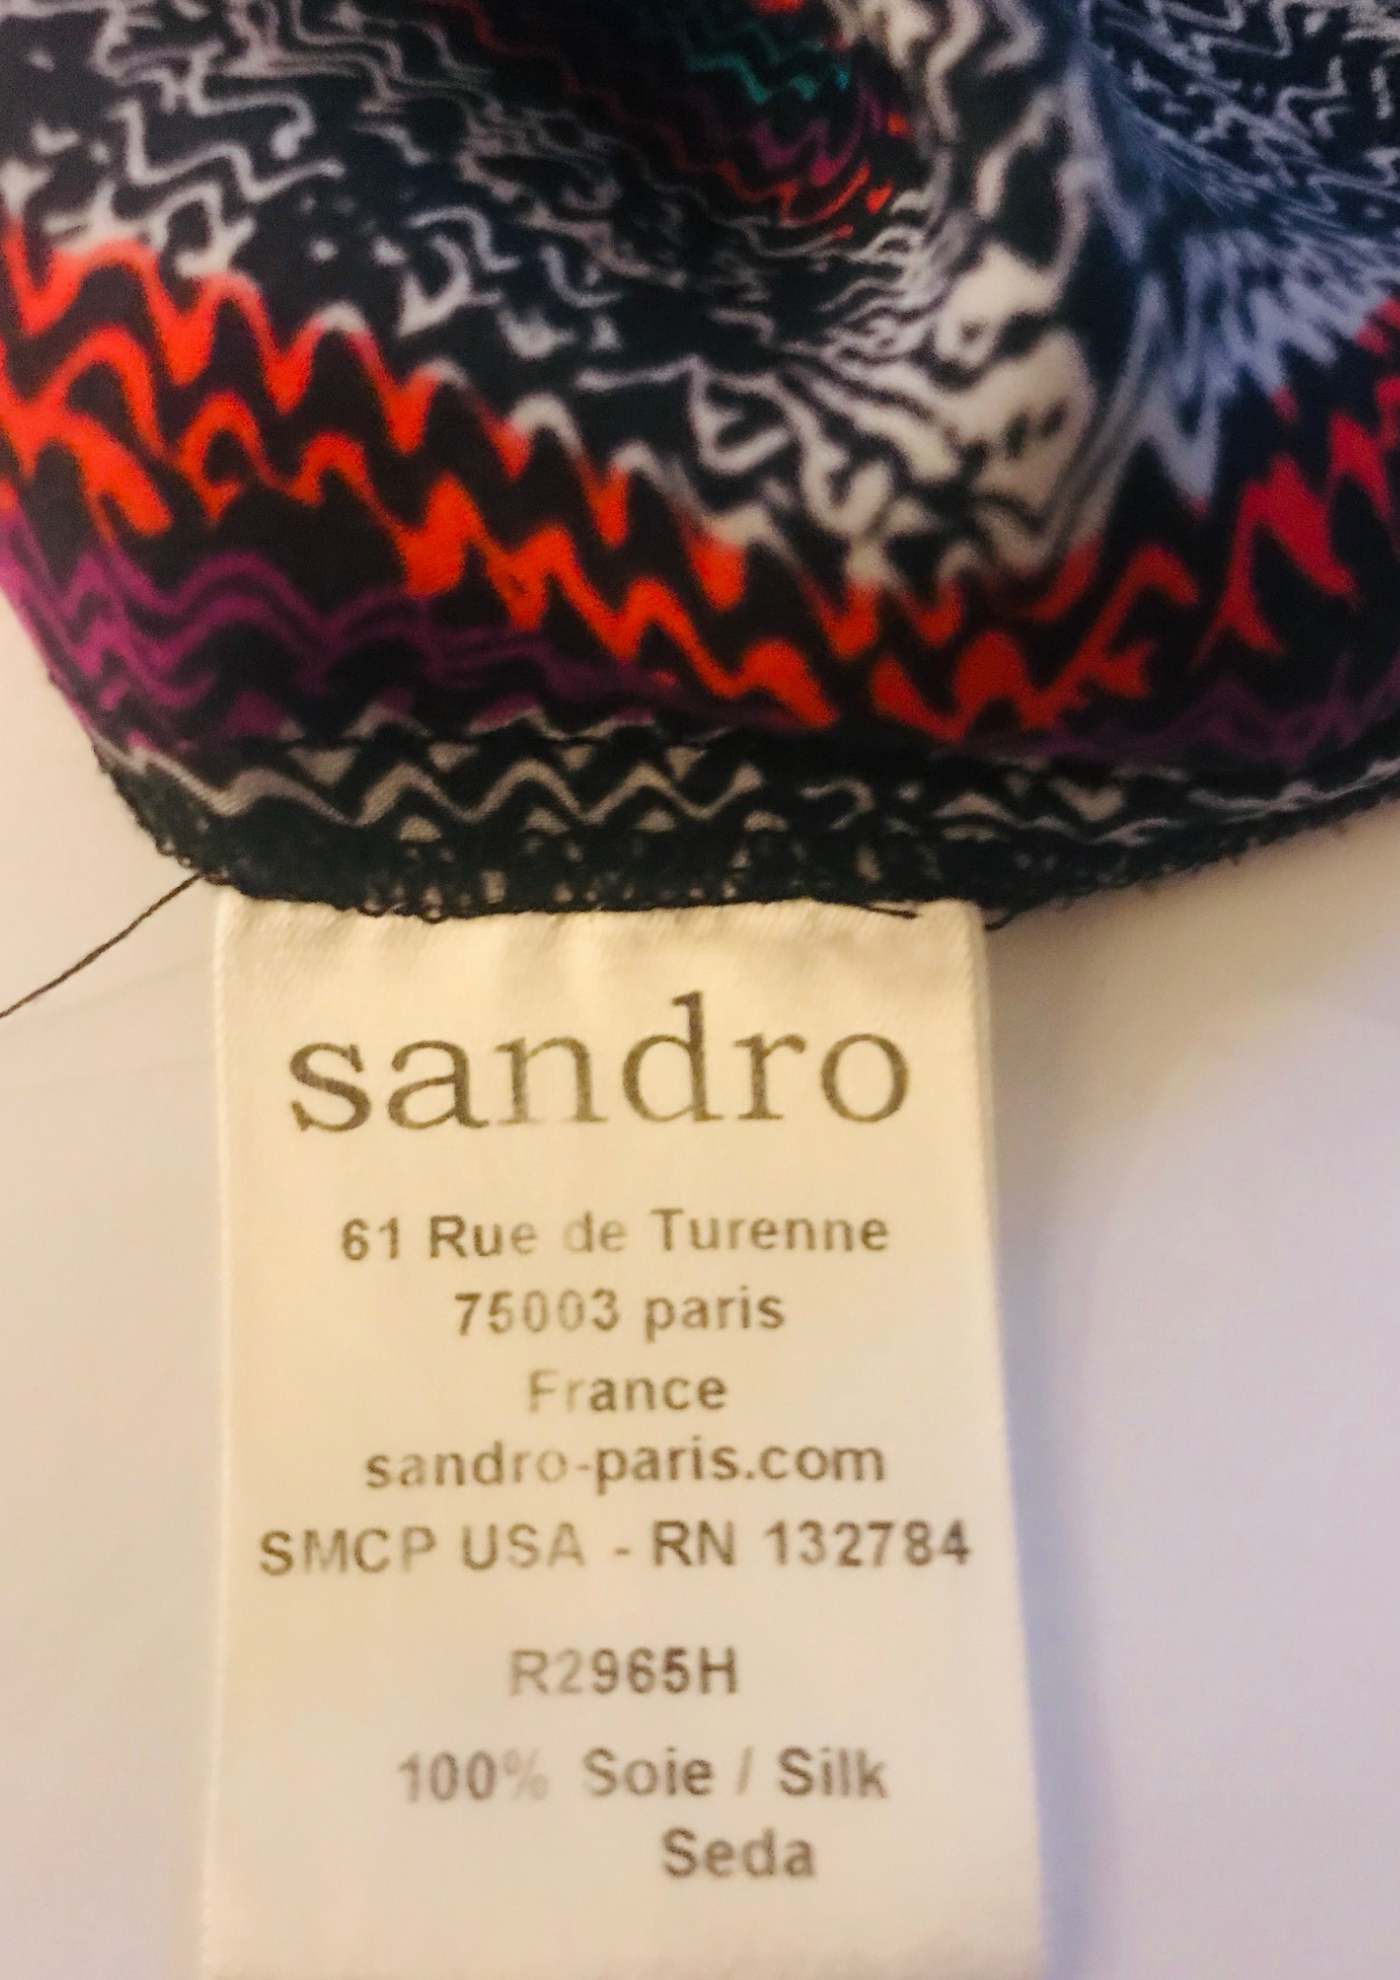 sandro
61 Rue de Turenne
75003 paris
France
sandro-paris.com
SMCP USA - RN 132784
R2965H
100% Soie / Silk
Seda